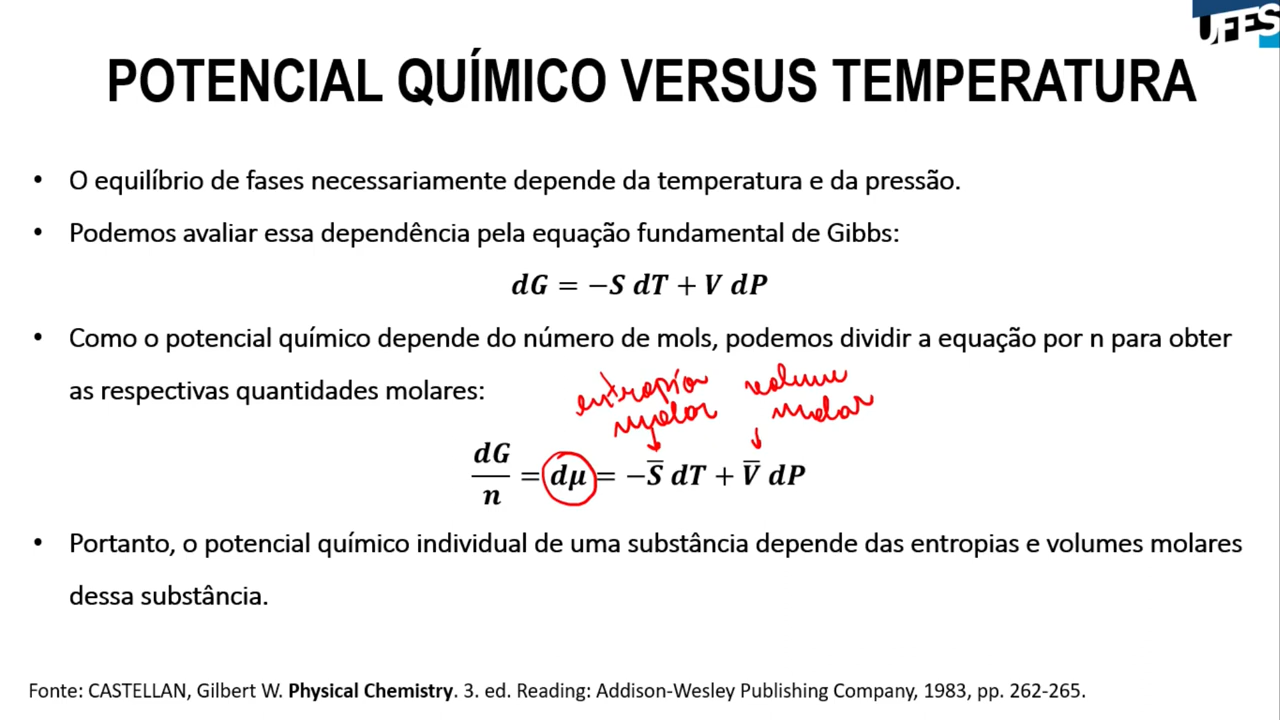 UFES
POTENCIAL QUÍMICO VERSUS TEMPERATURA
• O equilíbrio de fases necessariamente depende da temperatura e da pressão.
• Podemos avaliar essa dependência pela equação fundamental de Gibbs:
dG = −S dT + V dP
• Como o potencial químico depende do número de mols, podemos dividir a equação por n para obter
as respectivas quantidades molares:
entropia molar
volume molar
dG/n = dμ = −S̅ dT + V̅ dP
• Portanto, o potencial químico individual de uma substância depende das entropias e volumes molares
dessa substância.
Fonte: CASTELLAN, Gilbert W. Physical Chemistry. 3. ed. Reading: Addison-Wesley Publishing Company, 1983, pp. 262-265.